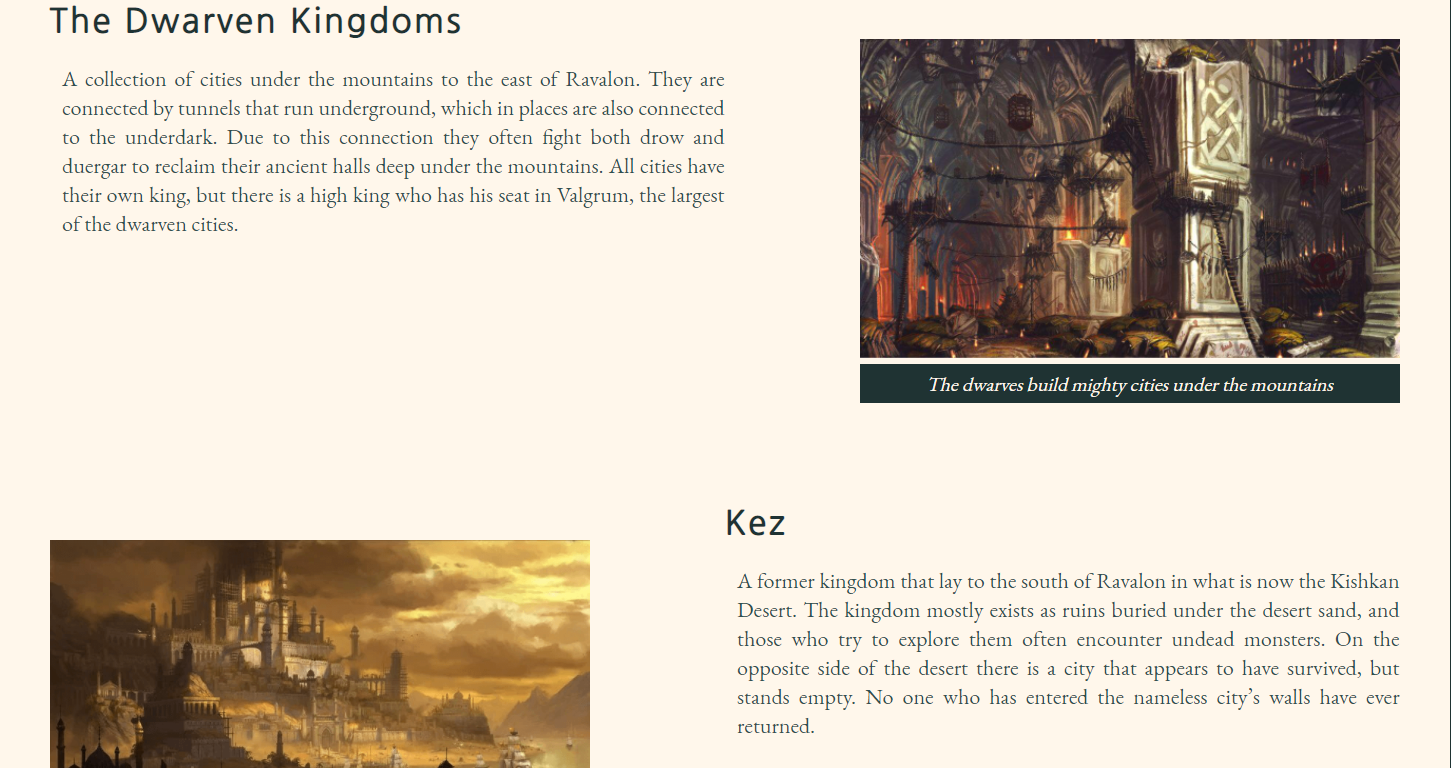 The Dwarven Kingdoms
A collection of cities under the mountains to the east of Ravalon. They are
connected by tunnels that run underground, which in places are also connected
to the underdark. Due to this connection they often fight both drow and
duergar to reclaim their ancient halls deep under the mountains. All cities have
their own king, but there is a high king who has his seat in Valgrum, the largest
of the dwarven cities.
The dwarves build mighty cities under the mountains
Kez
A former kingdom that lay to the south of Ravalon in what is now the Kishkan
Desert. The kingdom mostly exists as ruins buried under the desert sand, and
those who try to explore them often encounter undead monsters. On the
opposite side of the desert there is a city that appears to have survived, but
stands empty. No one who has entered the nameless city’s walls have ever
returned.